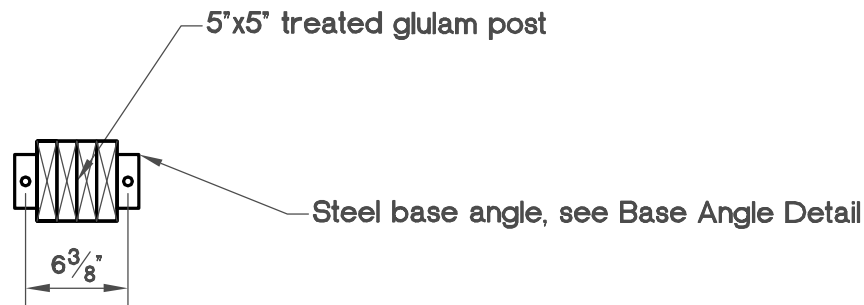 5"x5" treated glulam post
Steel base angle, see Base Angle Detail
6 3/8"